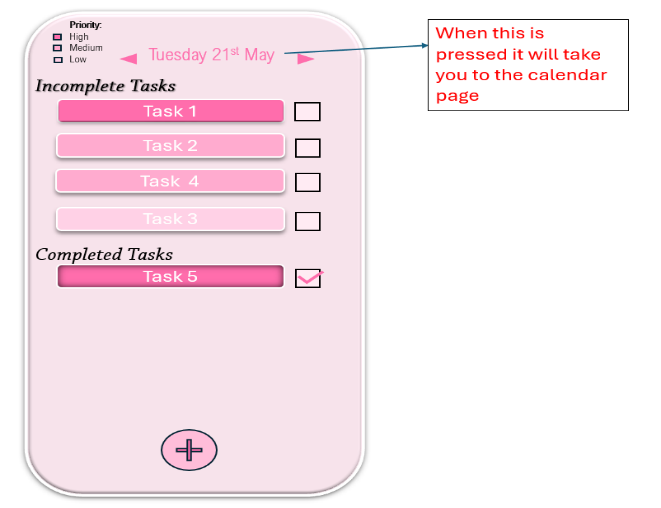 Priority:
High
Medium
Low
Tuesday 21st May
When this is
pressed it will take
you to the calendar
page
Incomplete Tasks
Task 1
Task 2
Task  4
Task 3
Completed Tasks
Task 5